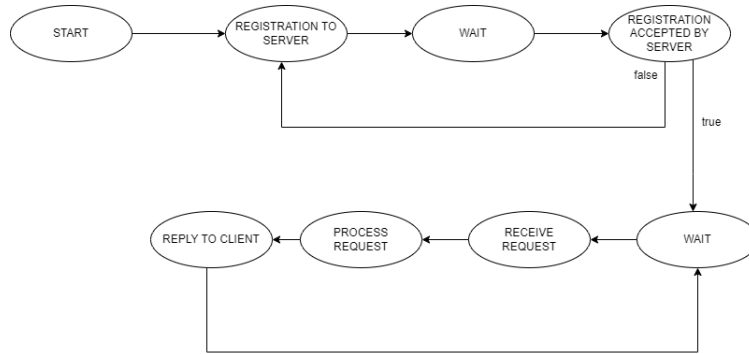 START
REGISTRATION TO
SERVER
WAIT
REGISTRATION
ACCEPTED BY
SERVER
false
true
REPLY TO CLIENT
PROCESS
REQUEST
RECEIVE
REQUEST
WAIT